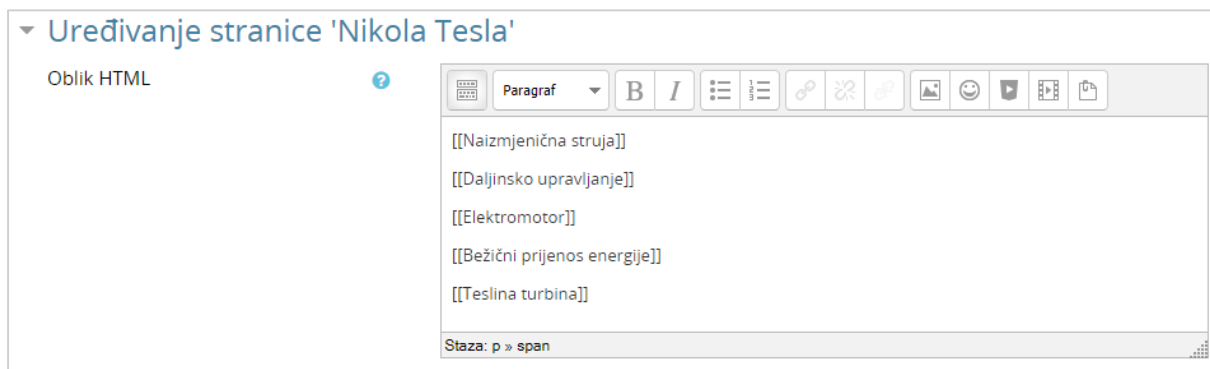 Uređivanje stranice 'Nikola Tesla'
Oblik HTML
Paragraf B I
[[Naizmjenična struja]]
[[Daljinsko upravljanje]]
[[Elektromotor]]
[[Bežični prijenos energije]]
[[Teslina turbina]]
Staza: p » span